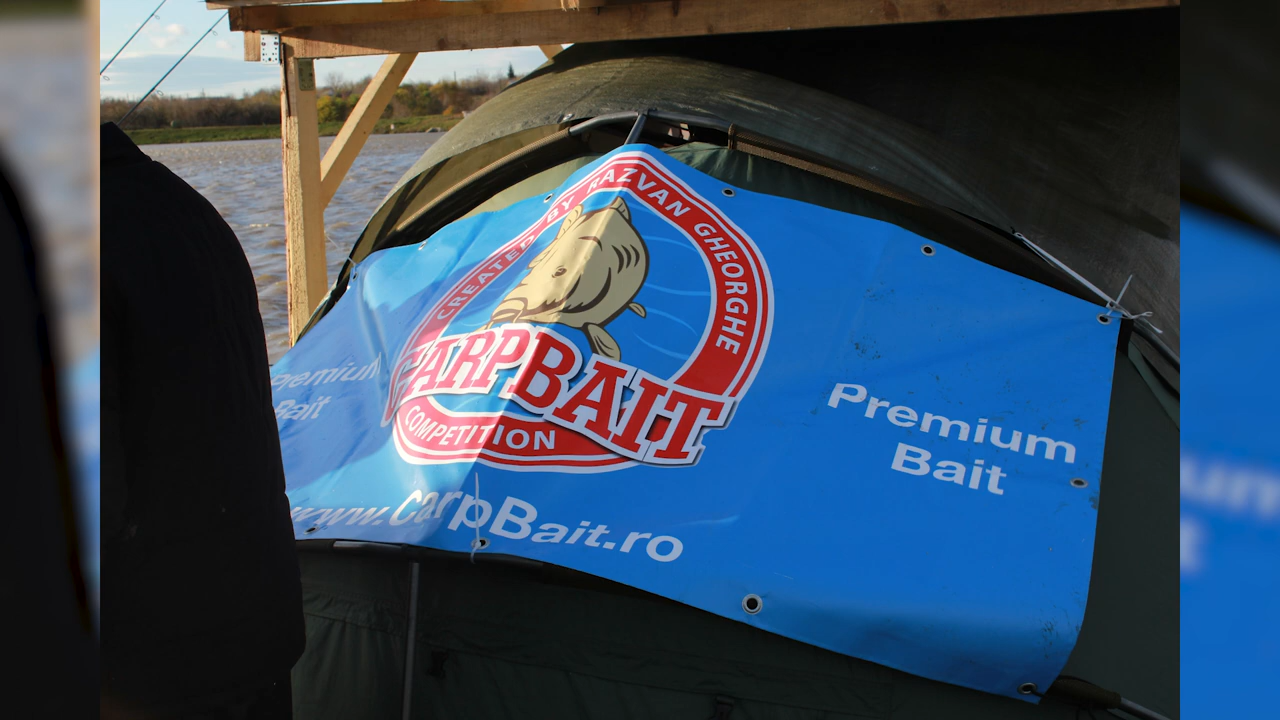 CREATED BY RAZVAN GHEORGHE
CARPBAIT
COMPETITION
Premium
Bait
Premium
Bait
www.carpBait.ro